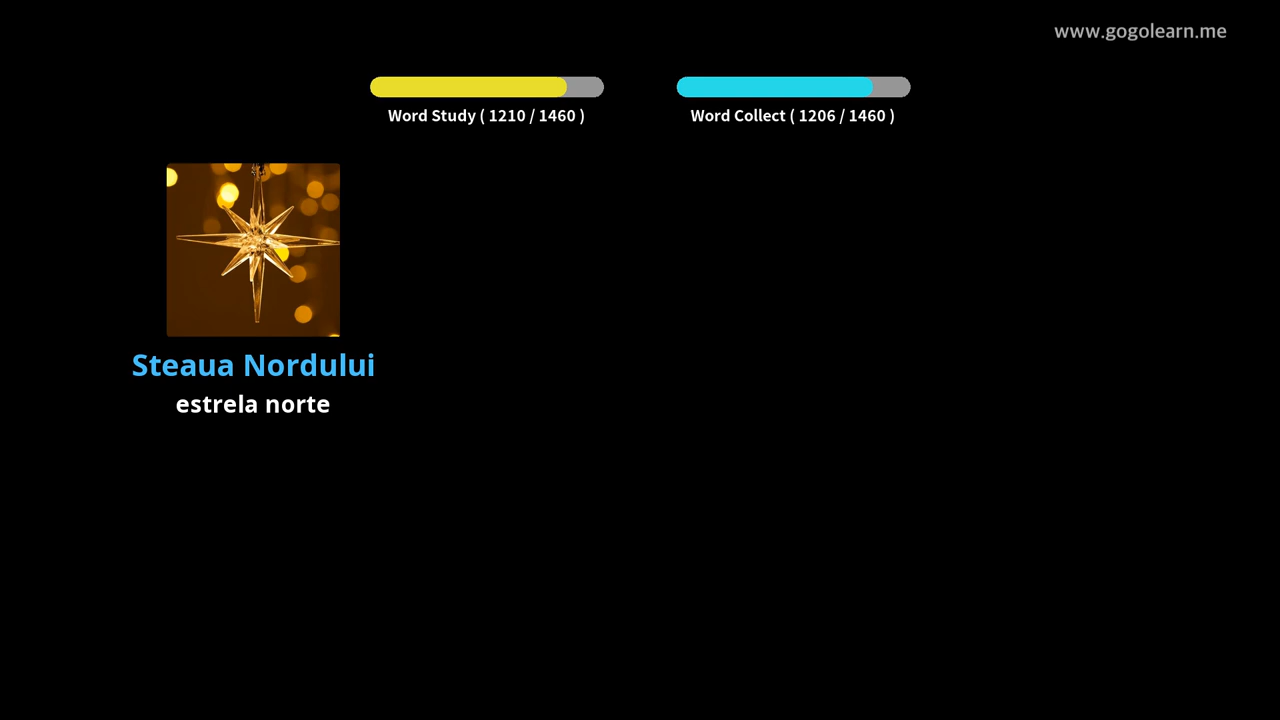 www.gogolearn.me
Word Study ( 1210 / 1460 )
Word Collect ( 1206 / 1460 )
Steaua Nordului
estrela norte